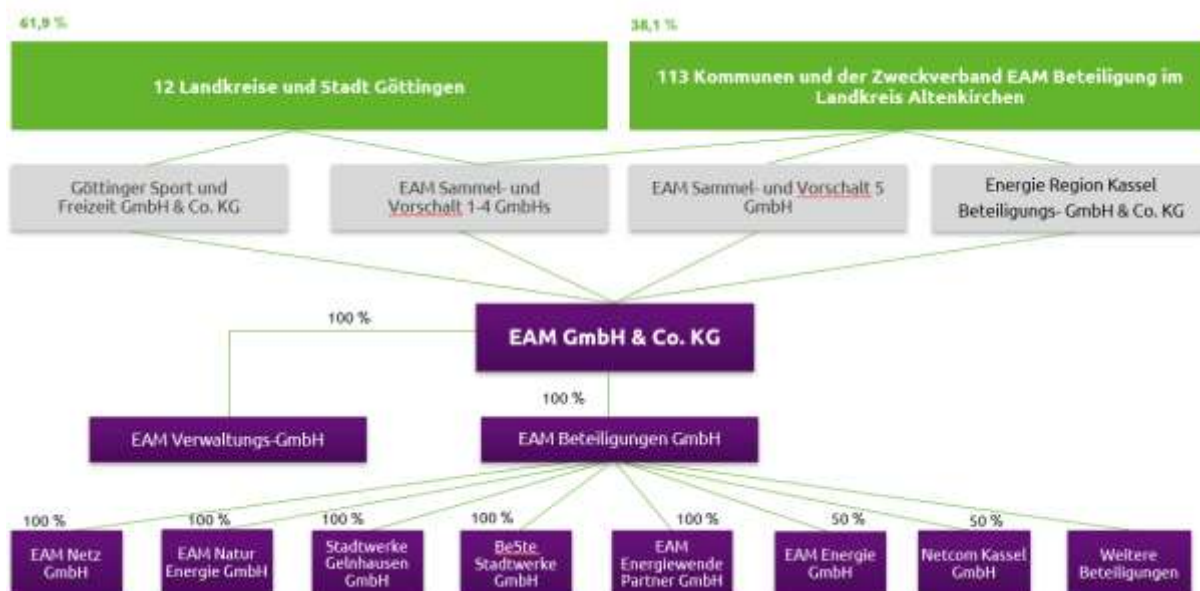 61,9 %
38,1 %
12 Landkreise und Stadt Göttingen
113 Kommunen und der Zweckverband EAM Beteiligung im
Landkreis Altenkirchen
Göttinger Sport und
Freizeit GmbH & Co. KG
EAM Sammel- und
Vorschalt 1-4 GmbHs
EAM Sammel- und Vorschalt 5
GmbH
Energie Region Kassel
Beteiligungs- GmbH & Co. KG
100 %
EAM GmbH & Co. KG
100 %
EAM Verwaltungs-GmbH
EAM Beteiligungen GmbH
100 %
100 %
100 %
100 %
100 %
50 %
50 %
EAM Netz
GmbH
EAM Natur
Energie GmbH
Stadtwerke
Gelnhausen
GmbH
BeSte
Stadtwerke
GmbH
EAM
Energiewende
Partner GmbH
EAM Energie
GmbH
Netcom Kassel
GmbH
Weitere
Beteiligungen